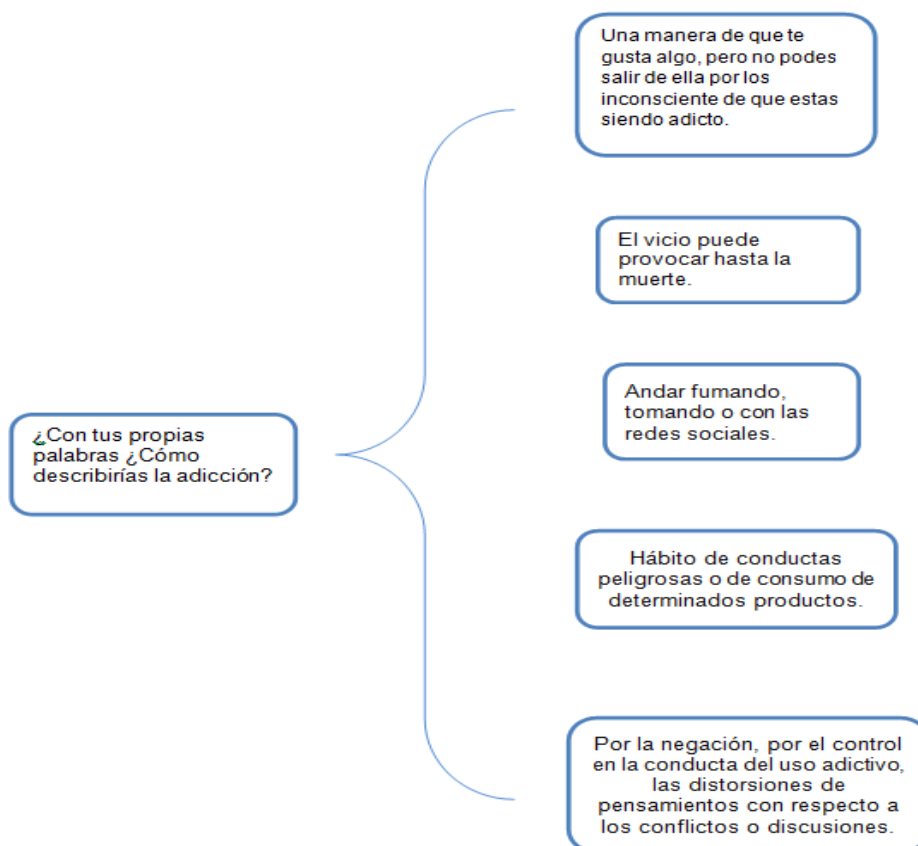 ¿Con tus propias
palabras ¿Cómo
describirías la adicción?
Una manera de que te
gusta algo, pero no podes
salir de ella por los
inconsciente de que estas
siendo adicto.
El vicio puede
provocar hasta la
muerte.
Andar fumando,
tomando o con las
redes sociales.
Hábito de conductas
peligrosas o de consumo de
determinados productos.
Por la negación, por el control
en la conducta del uso adictivo,
las distorsiones de
pensamientos con respecto a
los conflictos o discusiones.